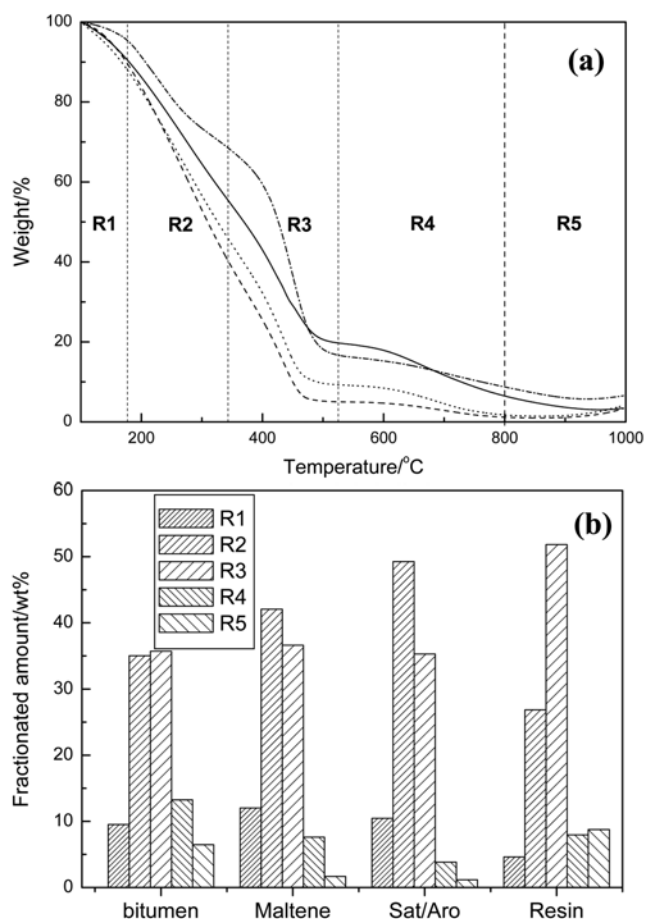 (a)
100
80
60
40
20
0
Weight/%
R1 R2 R3 R4 R5
200 400 600 800 1000
Temperature/°C
(b)
60
50
40
30
20
10
0
Fractionated amount/wt%
R1
R2
R3
R4
R5
bitumen Maltene Sat/Aro Resin